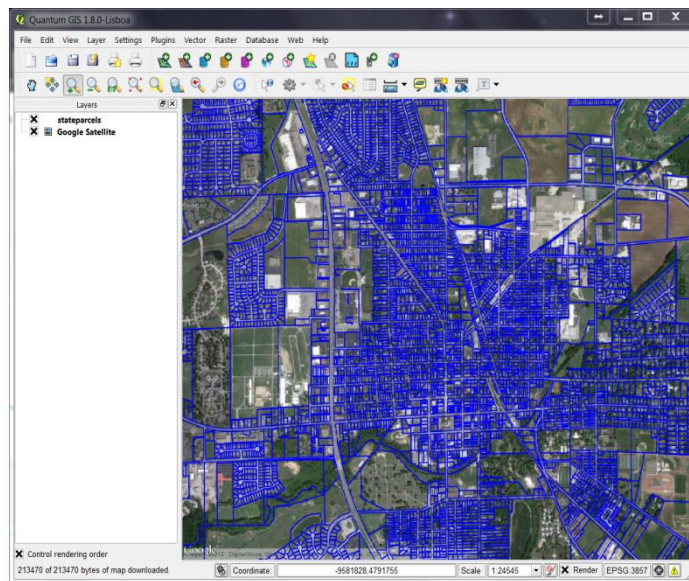 Quantum GIS 1.8.0-Lisboa
File Edit View Layer Settings Plugins Vector Raster Database Web Help
Layers
stateparcels
Google Satellite
Google
Control rendering order
213470 of 213470 bytes of map downloaded.
Coordinate:
-9581828,4791755
Scale
1:24545
Render
EPSG:3857